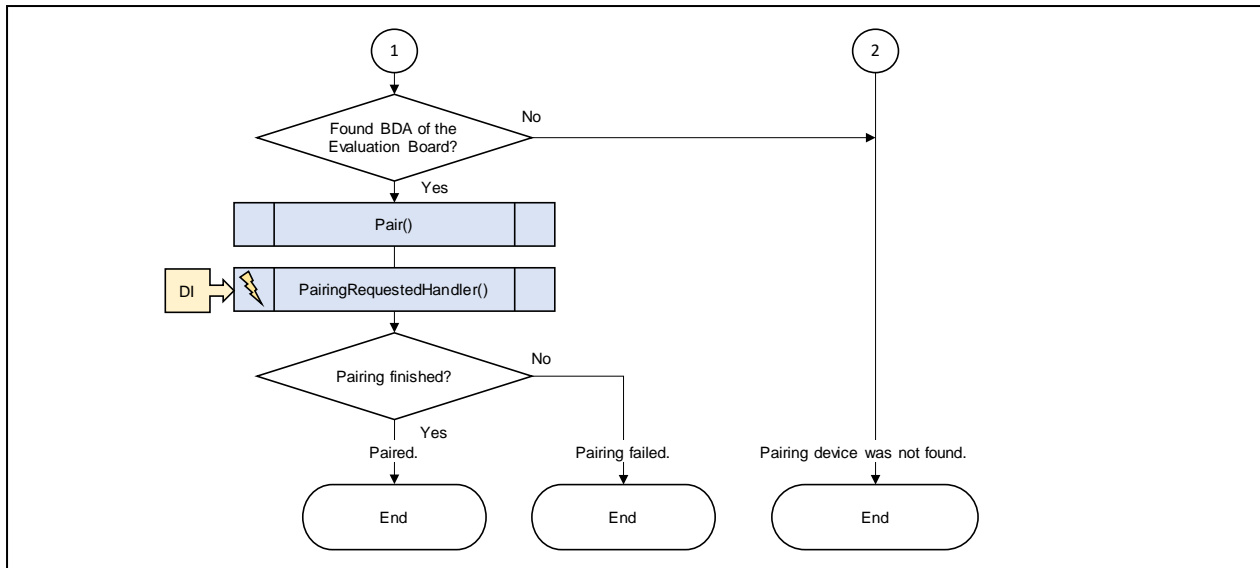 1
2
Found BDA of the
Evaluation Board?
No
Yes
Pair()
DI
PairingRequestedHandler()
Pairing finished?
No
Yes
Paired.
Pairing failed.
Pairing device was not found.
End
End
End